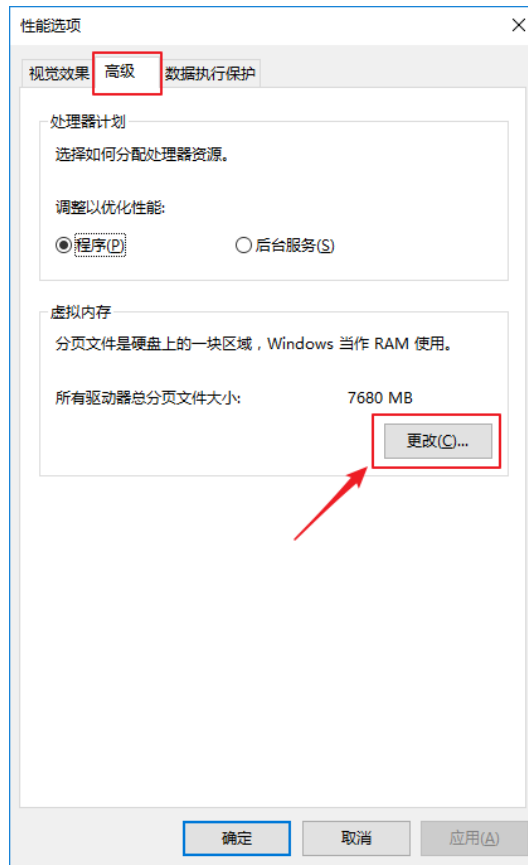 性能选项
视觉效果 高级 数据执行保护
处理器计划
选择如何分配处理器资源。
调整以优化性能:
程序(P) 后台服务(S)
虚拟内存
分页文件是硬盘上的一块区域，Windows 当作 RAM 使用。
所有驱动器总分页文件大小: 7680 MB
更改(C)...
确定 取消 应用(A)